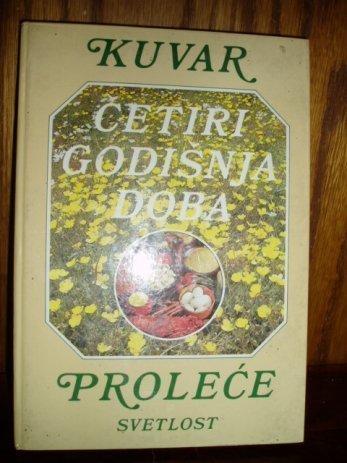 KUVAR
ČETIRI
GODIŠNJA
DOBA
PROLEĆE
SVETLOST